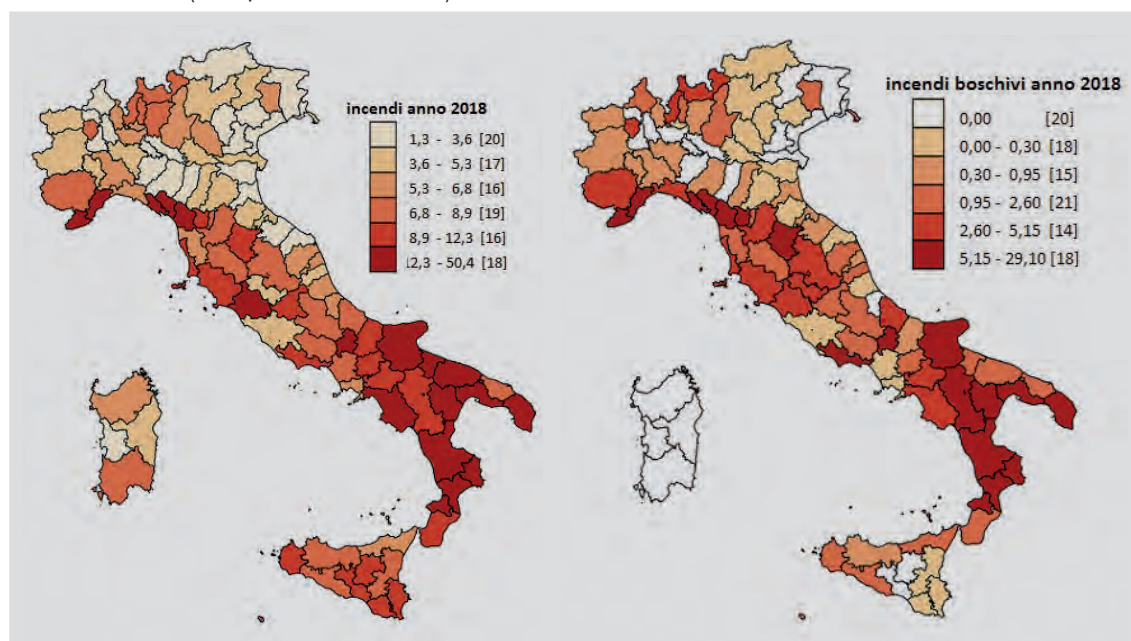 incendi anno 2018
1,3 - 3,6 [20]
3,6 - 5,3 [17]
5,3 - 6,8 [16]
6,8 - 8,9 [19]
8,9 - 12,3 [16]
12,3 - 50,4 [18]
incendi boschivi anno 2018
0,00 [20]
0,00 - 0,30 [18]
0,30 - 0,95 [15]
0,95 - 2,60 [21]
2,60 - 5,15 [14]
5,15 - 29,10 [18]